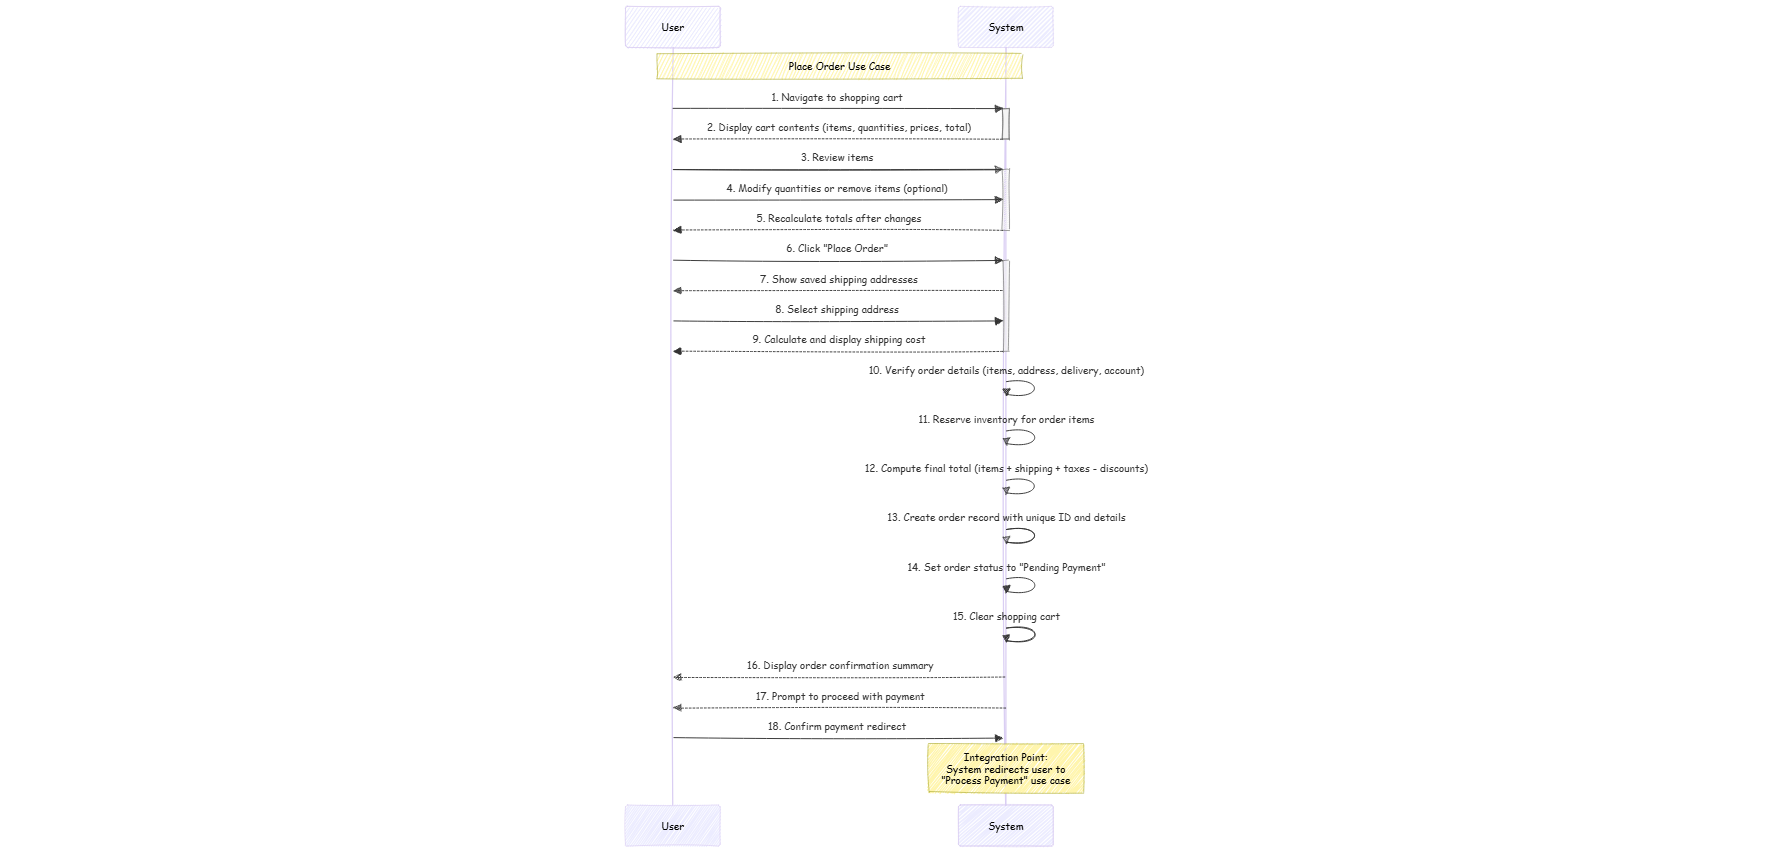 User
System
Place Order Use Case
1. Navigate to shopping cart
2. Display cart contents (items, quantities, prices, total)
3. Review items
4. Modify quantities or remove items (optional)
5. Recalculate totals after changes
6. Click "Place Order"
7. Show saved shipping addresses
8. Select shipping address
9. Calculate and display shipping cost
10. Verify order details (items, address, delivery, account)
11. Reserve inventory for order items
12. Compute final total (items + shipping + taxes - discounts)
13. Create order record with unique ID and details
14. Set order status to "Pending Payment"
15. Clear shopping cart
16. Display order confirmation summary
17. Prompt to proceed with payment
18. Confirm payment redirect
Integration Point:
System redirects user to
"Process Payment" use case
User
System